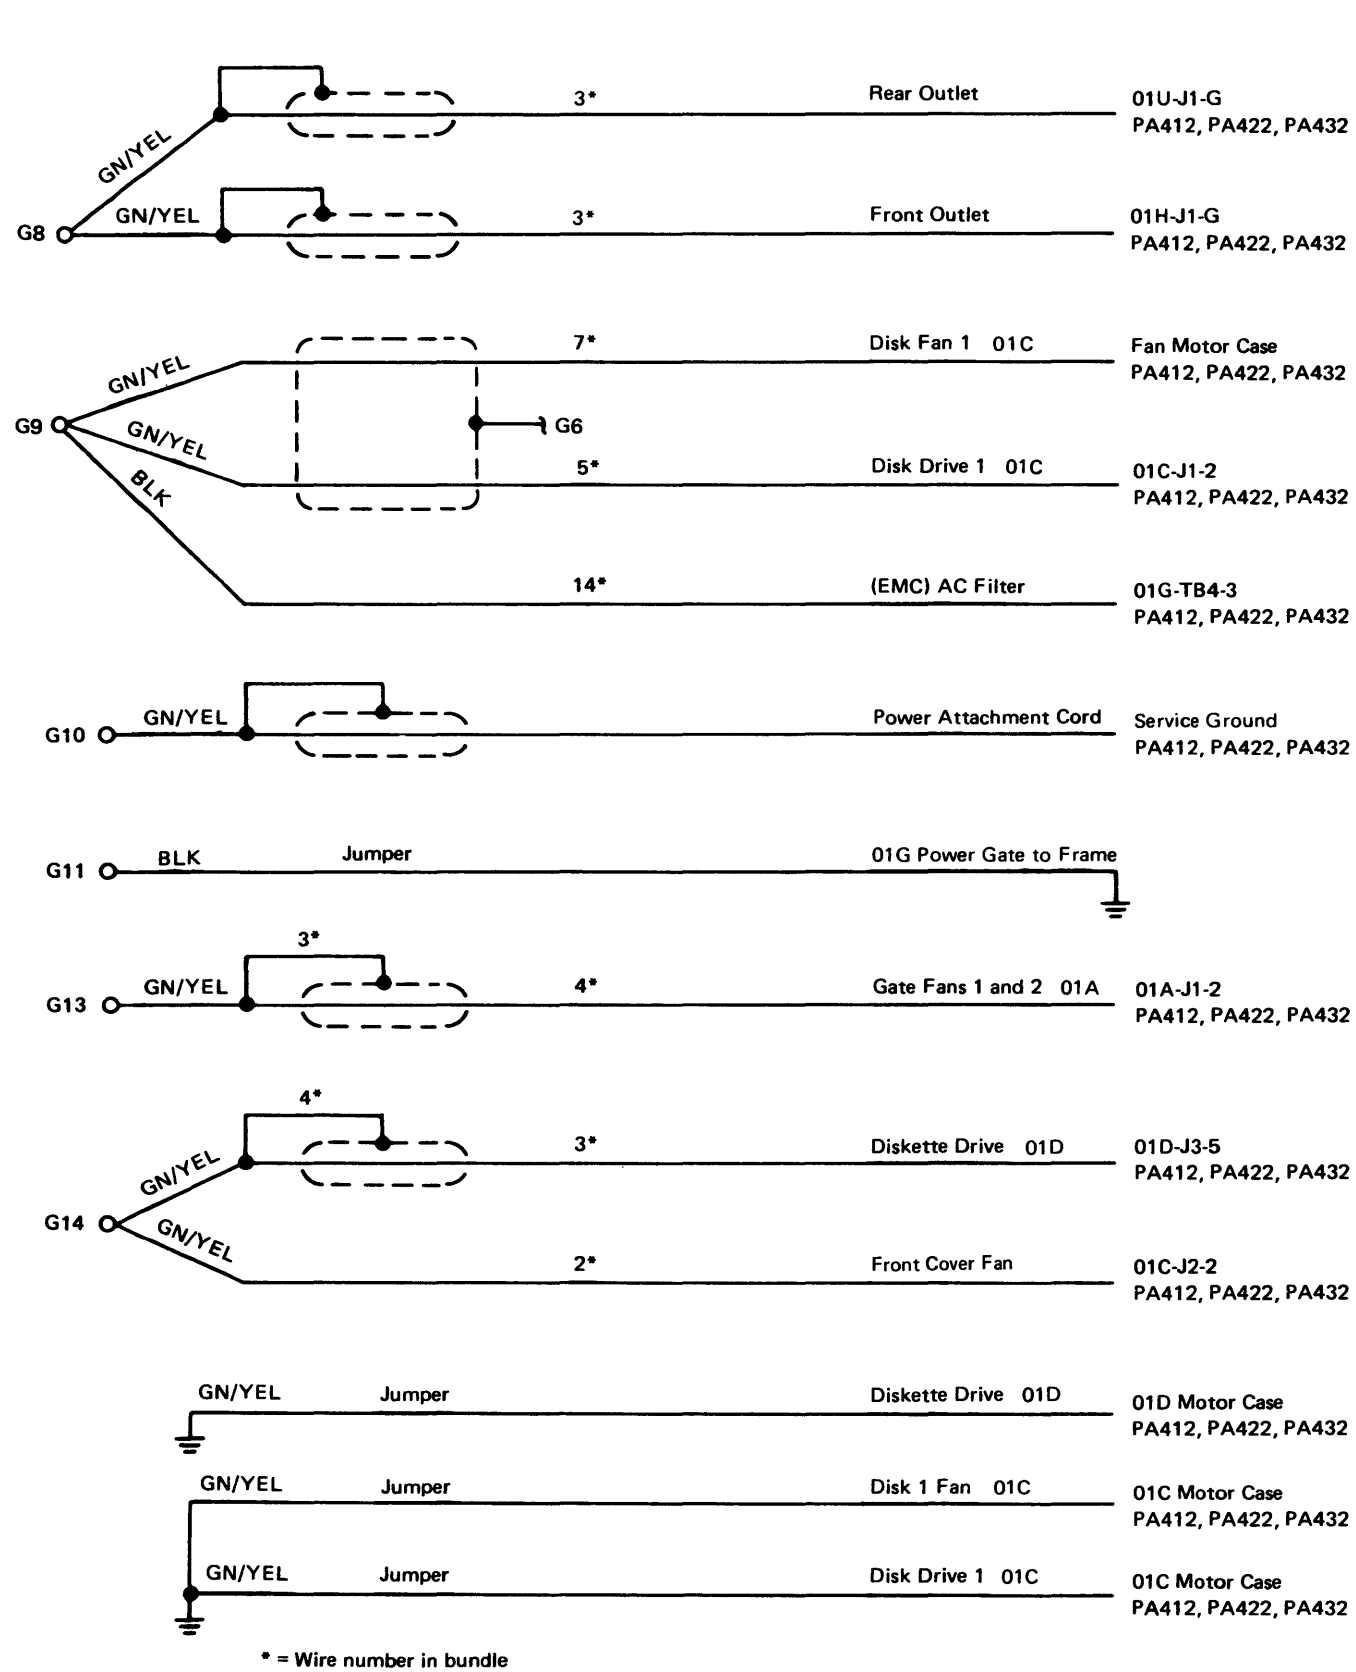 3* Rear Outlet 01U-J1-G
PA412, PA422, PA432
GN/YEL
GN/YEL 3* Front Outlet 01H-J1-G
G8 PA412, PA422, PA432
7* Disk Fan 1 01C Fan Motor Case
GN/YEL PA412, PA422, PA432
G9 GN/YEL G6
5* Disk Drive 1 01C 01C-J1-2
BLK PA412, PA422, PA432
14* (EMC) AC Filter 01G-TB4-3
PA412, PA422, PA432
GN/YEL Power Attachment Cord Service Ground
G10 PA412, PA422, PA432
BLK Jumper 01G Power Gate to Frame
G11
3*
GN/YEL 4* Gate Fans 1 and 2 01A 01A-J1-2
G13 PA412, PA422, PA432
4*
3* Diskette Drive 01D 01D-J3-5
GN/YEL PA412, PA422, PA432
G14
GN/YEL
2* Front Cover Fan 01C-J2-2
PA412, PA422, PA432
GN/YEL Jumper Diskette Drive 01D 01D Motor Case
PA412, PA422, PA432
GN/YEL Jumper Disk 1 Fan 01C 01C Motor Case
PA412, PA422, PA432
GN/YEL Jumper Disk Drive 1 01C 01C Motor Case
PA412, PA422, PA432
* = Wire number in bundle